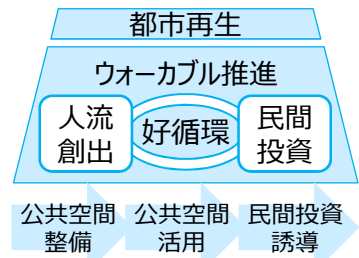 都市再生
ウォーカブル推進
人流
創出
好循環
民間
投資
公共空間
整備
公共空間
活用
民間投資
誘導